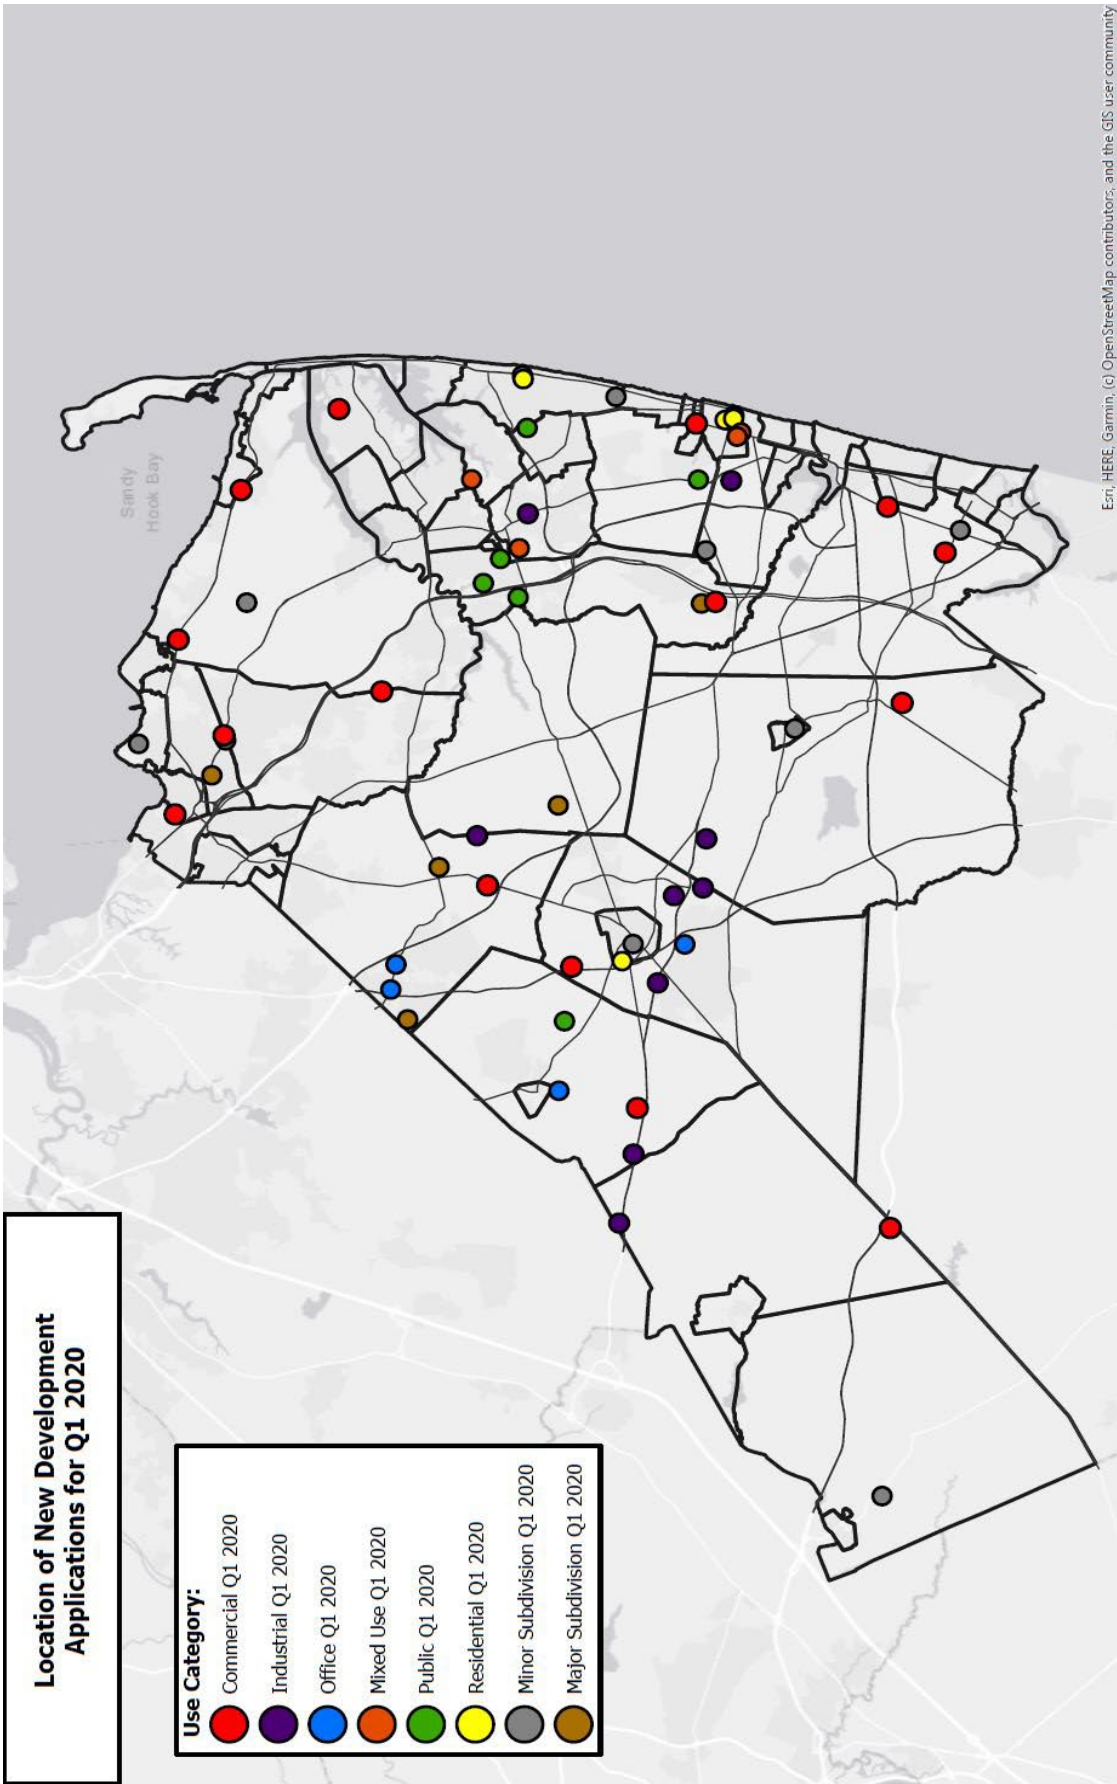 Location of New Development
Applications for Q1 2020
Use Category:
Commercial Q1 2020
Industrial Q1 2020
Office Q1 2020
Mixed Use Q1 2020
Public Q1 2020
Residential Q1 2020
Minor Subdivision Q1 2020
Major Subdivision Q1 2020
Sandy
Hook Bay
Esri, HERE, Garmin, (c) OpenStreetMap contributors, and the GIS user community